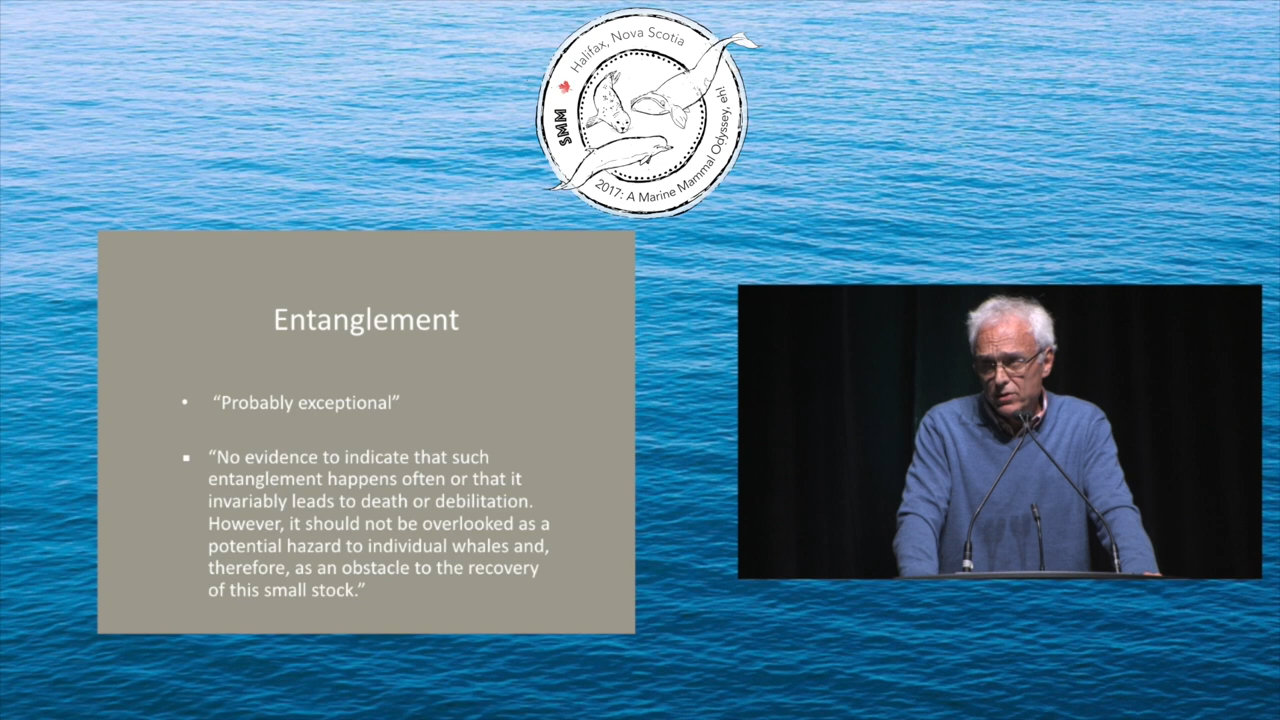 Halifax, Nova Scotia
SMM
2017: A Marine Mammal Odyssey, eh!
Entanglement
• “Probably exceptional”
▪ “No evidence to indicate that such
entanglement happens often or that it
invariably leads to death or debilitation.
However, it should not be overlooked as a
potential hazard to individual whales and,
therefore, as an obstacle to the recovery
of this small stock.”